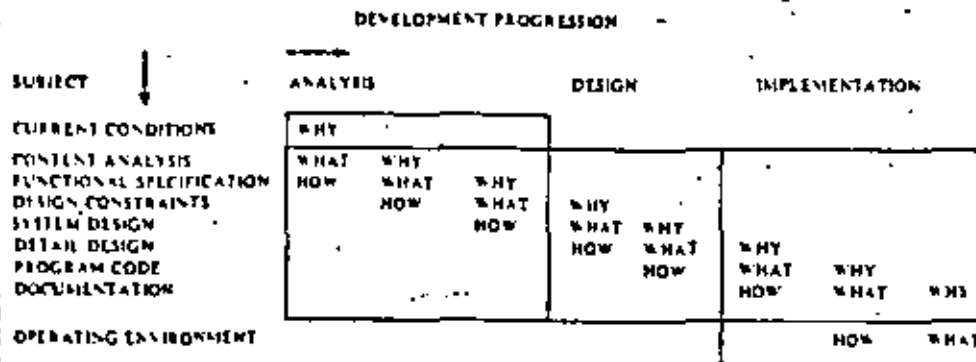 DEVELOPMENT PROGRESSION
SUBJECT ANALYSIS DESIGN IMPLEMENTATION
CURRENT CONDITIONS WHY
CONTENT ANALYSIS WHAT WHY
FUNCTIONAL SPECIFICATION HOW WHAT WHY
DESIGN CONSTRAINTS HOW WHAT WHY
SYSTEM DESIGN HOW WHAT WHY
DETAIL DESIGN HOW WHAT WHY
PROGRAM CODE HOW WHAT WHY
DOCUMENTATION HOW WHAT WHY
OPERATING ENVIRONMENT HOW WHAT